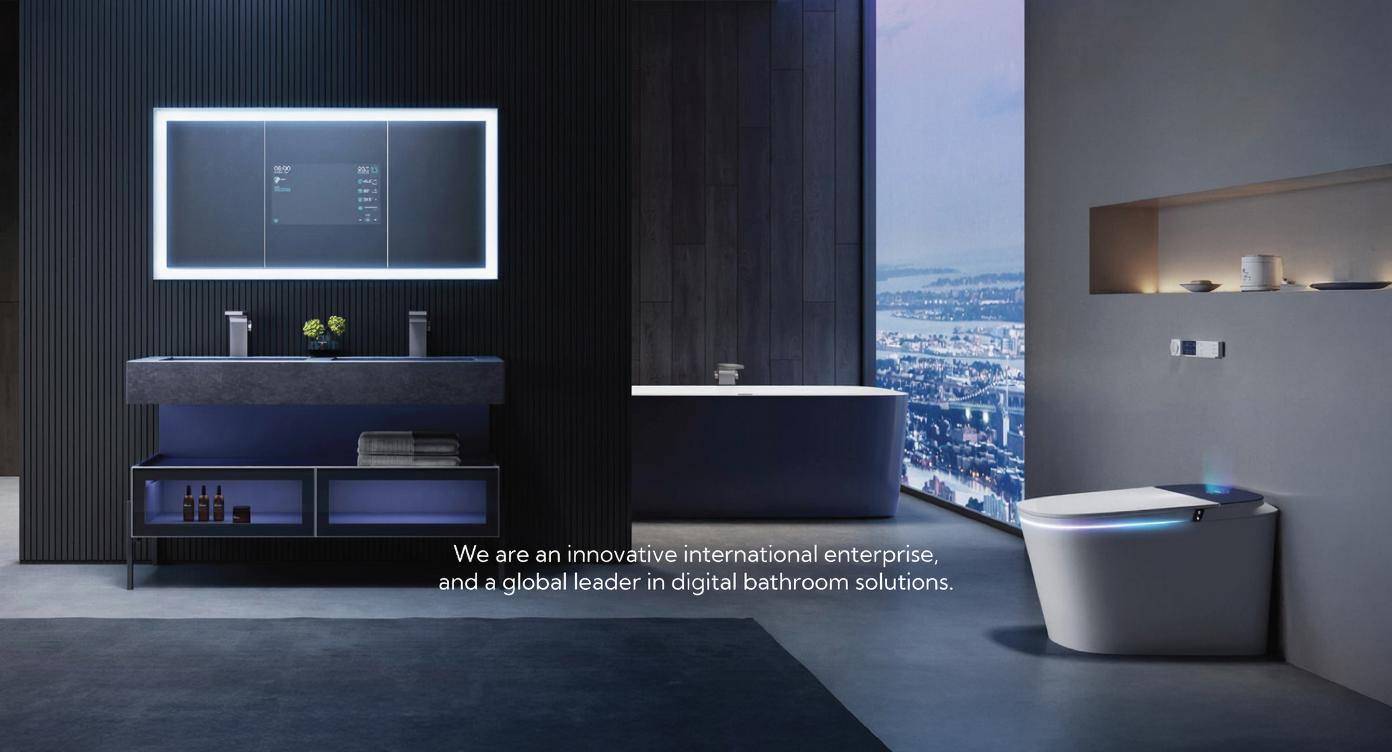 We are an innovative international enterprise,
and a global leader in digital bathroom solutions.